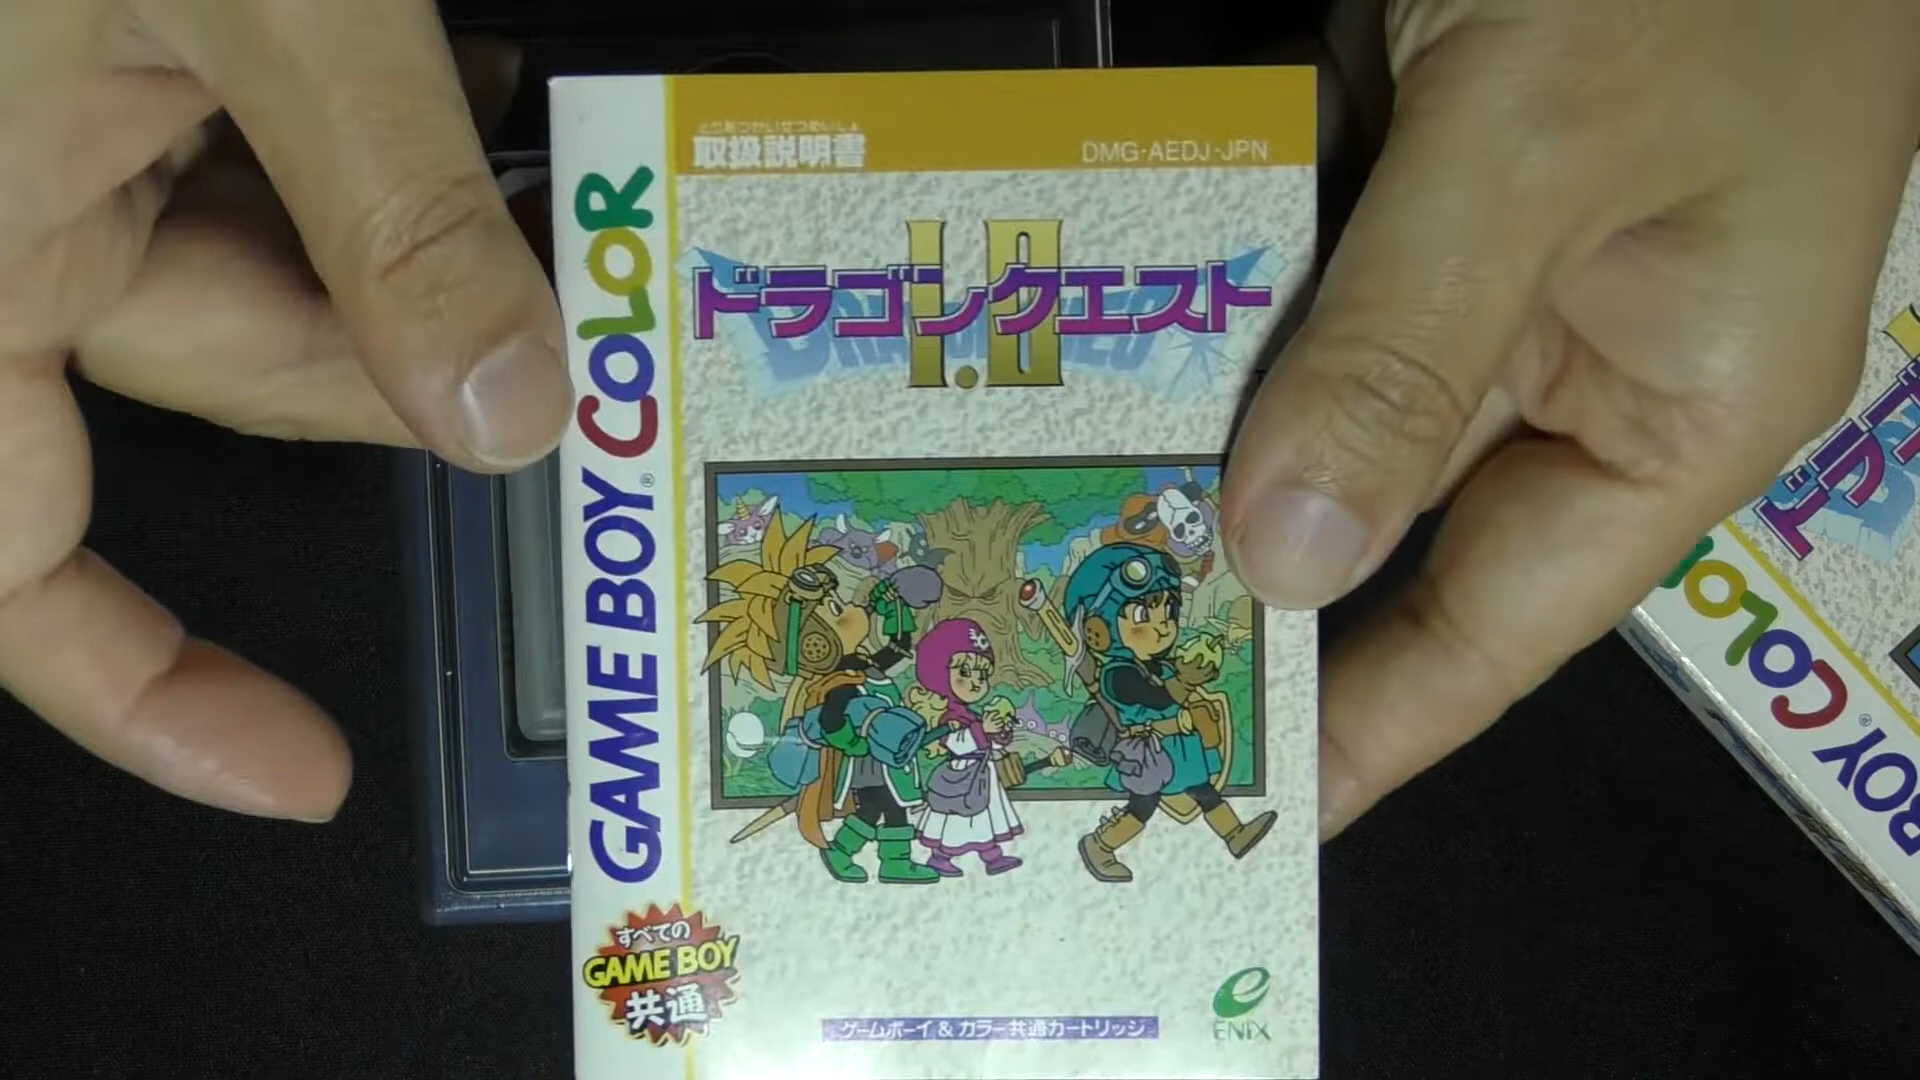 とりあつかいせつめいしょ
取扱説明書
DMG-AEDJ-JPN
I・II
ドラゴンクエスト
GAME BOY COLOR
®
すべての
GAME BOY
共通
ゲームボーイ & カラー共通カートリッジ
ENIX
COLOR
BOY
®